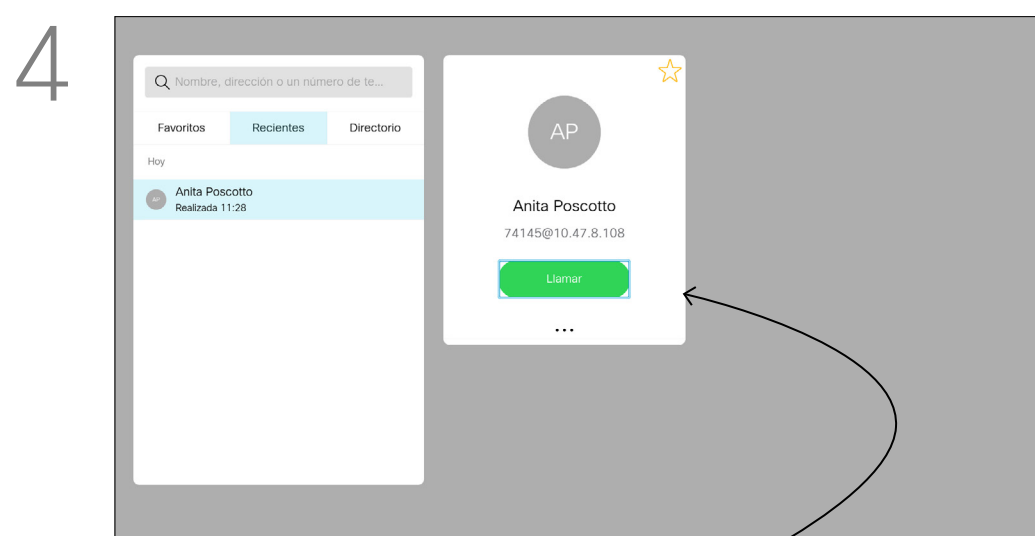 4
Nombre, dirección o un número de te...
Favoritos Recientes Directorio
Hoy
AP
Anita Poscotto
Realizada 11:28
AP
Anita Poscotto
74145@10.47.8.108
Llamar
...